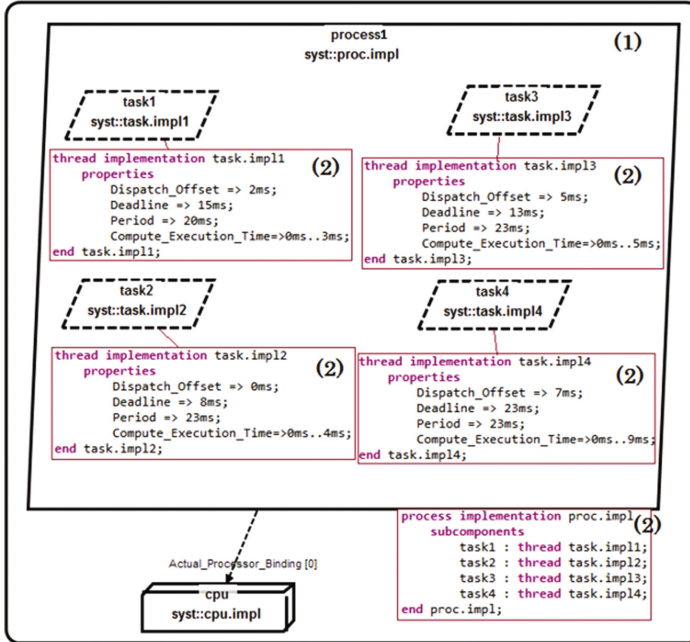 process1
(1)
syst::proc.impl
task1
syst::task.impl1
thread implementation task.impl1
(2)
properties
Dispatch_Offset => 2ms;
Deadline => 15ms;
Period => 20ms;
Compute_Execution_Time=>0ms..3ms;
end task.impl1;
task3
syst::task.impl3
thread implementation task.impl3
(2)
properties
Dispatch_Offset => 5ms;
Deadline => 13ms;
Period => 23ms;
Compute_Execution_Time=>0ms..5ms;
end task.impl3;
task2
syst::task.impl2
thread implementation task.impl2
(2)
properties
Dispatch_Offset => 0ms;
Deadline => 8ms;
Period => 23ms;
Compute_Execution_Time=>0ms..4ms;
end task.impl2;
task4
syst::task.impl4
thread implementation task.impl4
(2)
properties
Dispatch_Offset => 7ms;
Deadline => 23ms;
Period => 23ms;
Compute_Execution_Time=>0ms..9ms;
end task.impl4;
process implementation proc.impl
(2)
subcomponents
task1 : thread task.impl1;
task2 : thread task.impl2;
task3 : thread task.impl3;
task4 : thread task.impl4;
end proc.impl;
Actual_Processor_Binding [0]
cpu
syst::cpu.impl